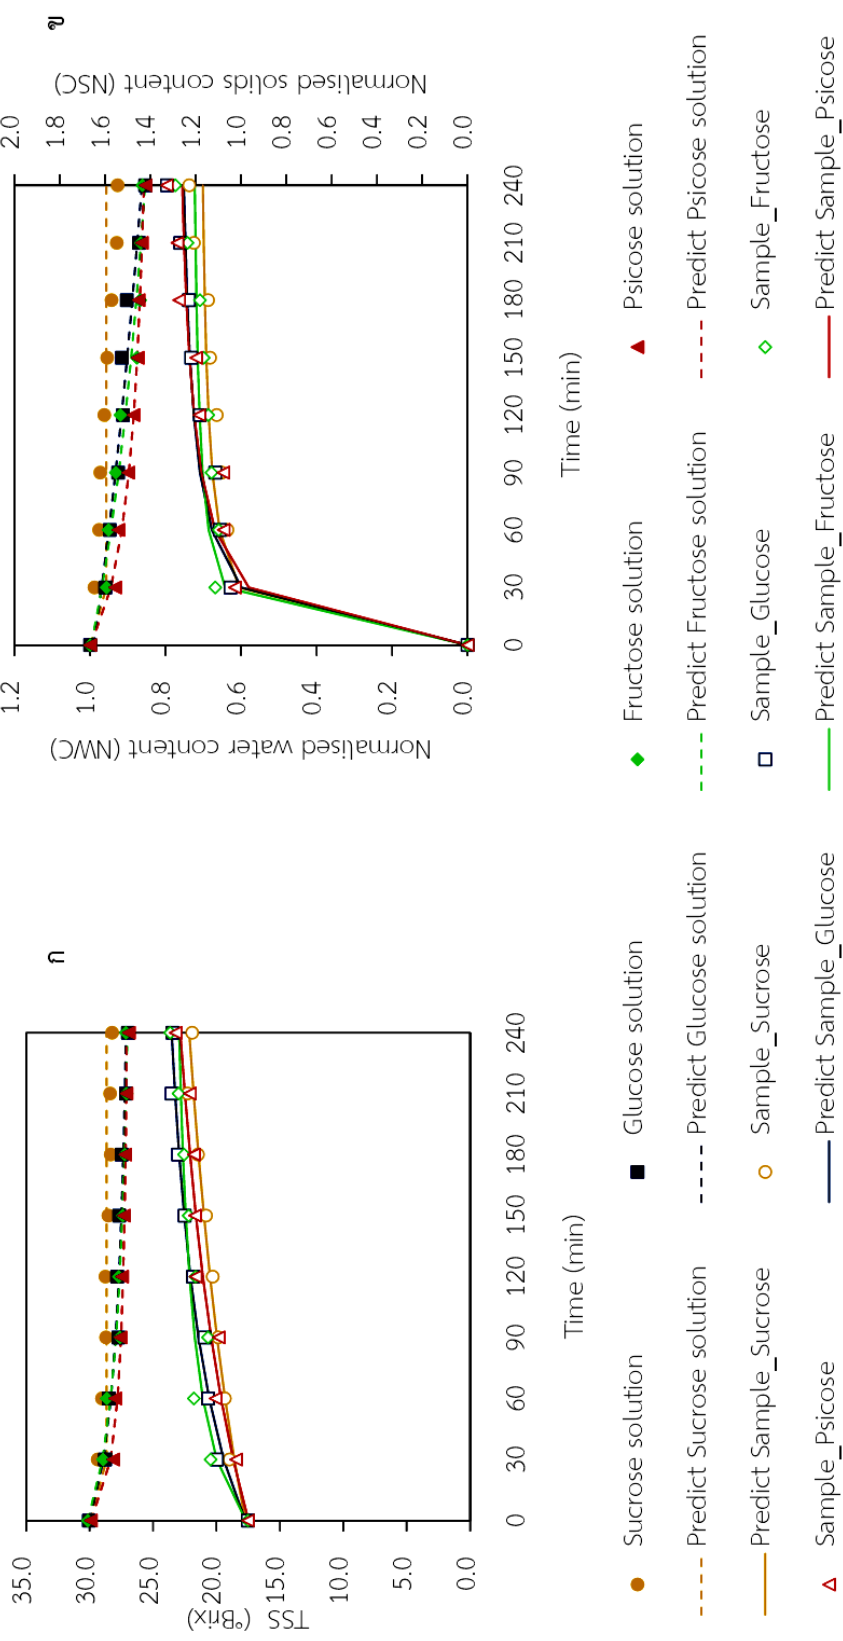 ก
35.0
30.0
25.0
20.0
15.0
10.0
5.0
0.0
TSS (°Brix)
0 30 60 90 120 150 180 210 240
Time (min)
ข
Normalised water content (NWC)
1.2
1.0
0.8
0.6
0.4
0.2
0.0
2.0
1.8
1.6
1.4
1.2
1.0
0.8
0.6
0.4
0.2
0.0
Normalised solids content (NSC)
0 30 60 90 120 150 180 210 240
Time (min)
Sucrose solution Glucose solution Fructose solution Psicose solution
Predict Sucrose solution Predict Glucose solution Predict Fructose solution Predict Psicose solution
Predict Sample_Sucrose Sample_Sucrose Sample_Glucose Sample_Fructose
Sample_Psicose Predict Sample_Glucose Predict Sample_Fructose Predict Sample_Psicose